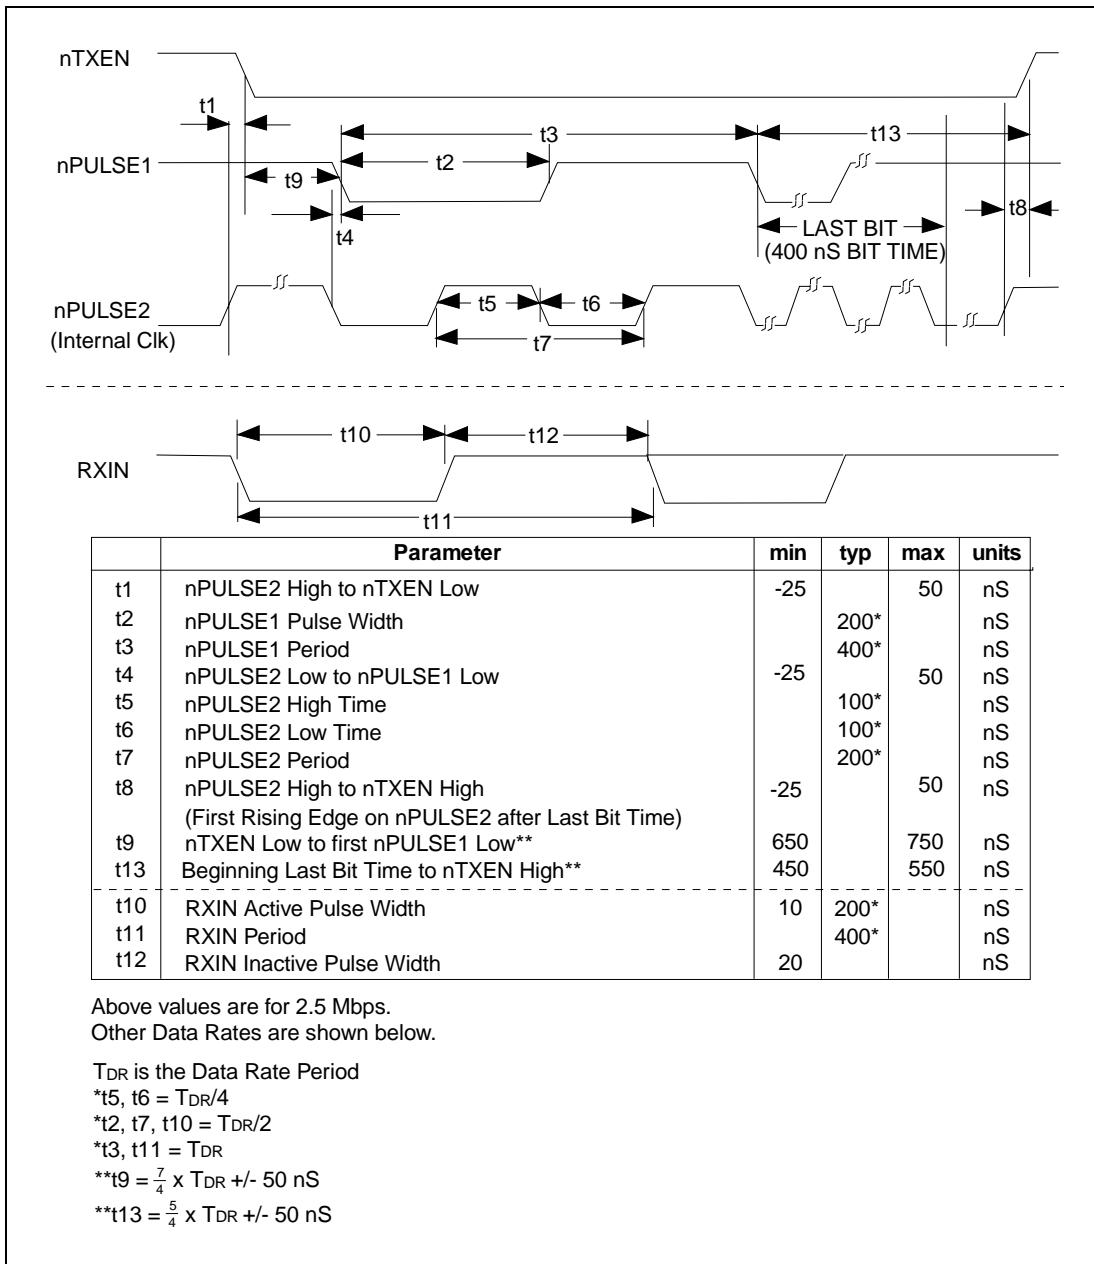 nTXEN
t1
t3
t13
nPULSE1
t2
t9
t8
t4
LAST BIT
(400 nS BIT TIME)
nPULSE2
(Internal Clk)
t5
t6
t7
t10
t12
RXIN
t11
Parameter min typ max units
t1 nPULSE2 High to nTXEN Low -25 50 nS
t2 nPULSE1 Pulse Width 200* nS
t3 nPULSE1 Period 400* nS
t4 nPULSE2 Low to nPULSE1 Low -25 50 nS
t5 nPULSE2 High Time 100* nS
t6 nPULSE2 Low Time 100* nS
t7 nPULSE2 Period 200* nS
t8 nPULSE2 High to nTXEN High -25 50 nS
(First Rising Edge on nPULSE2 after Last Bit Time)
t9 nTXEN Low to first nPULSE1 Low** 650 750 nS
t13 Beginning Last Bit Time to nTXEN High** 450 550 nS
t10 RXIN Active Pulse Width 10 200* nS
t11 RXIN Period 400* nS
t12 RXIN Inactive Pulse Width 20 nS
Above values are for 2.5 Mbps.
Other Data Rates are shown below.
TDR is the Data Rate Period
*t5, t6 = TDR/4
*t2, t7, t10 = TDR/2
*t3, t11 = TDR
**t9 = 7/4 x TDR +/- 50 nS
**t13 = 5/4 x TDR +/- 50 nS